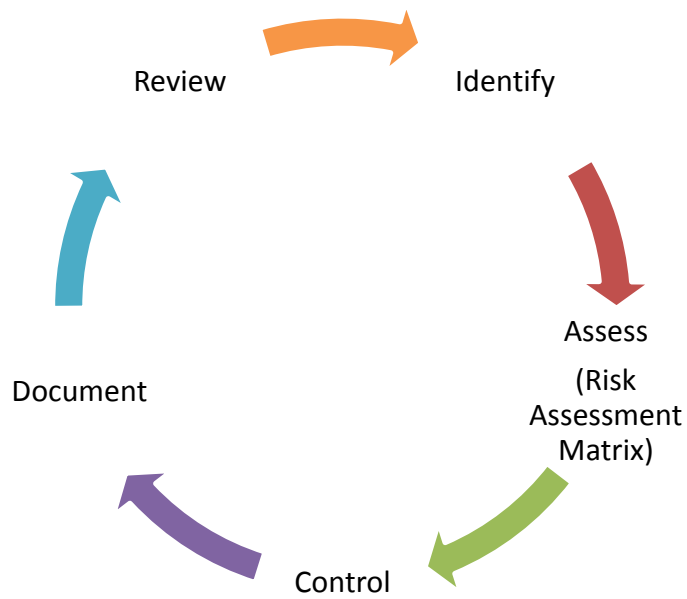 Review
Identify
Assess
(Risk
Assessment
Matrix)
Document
Control